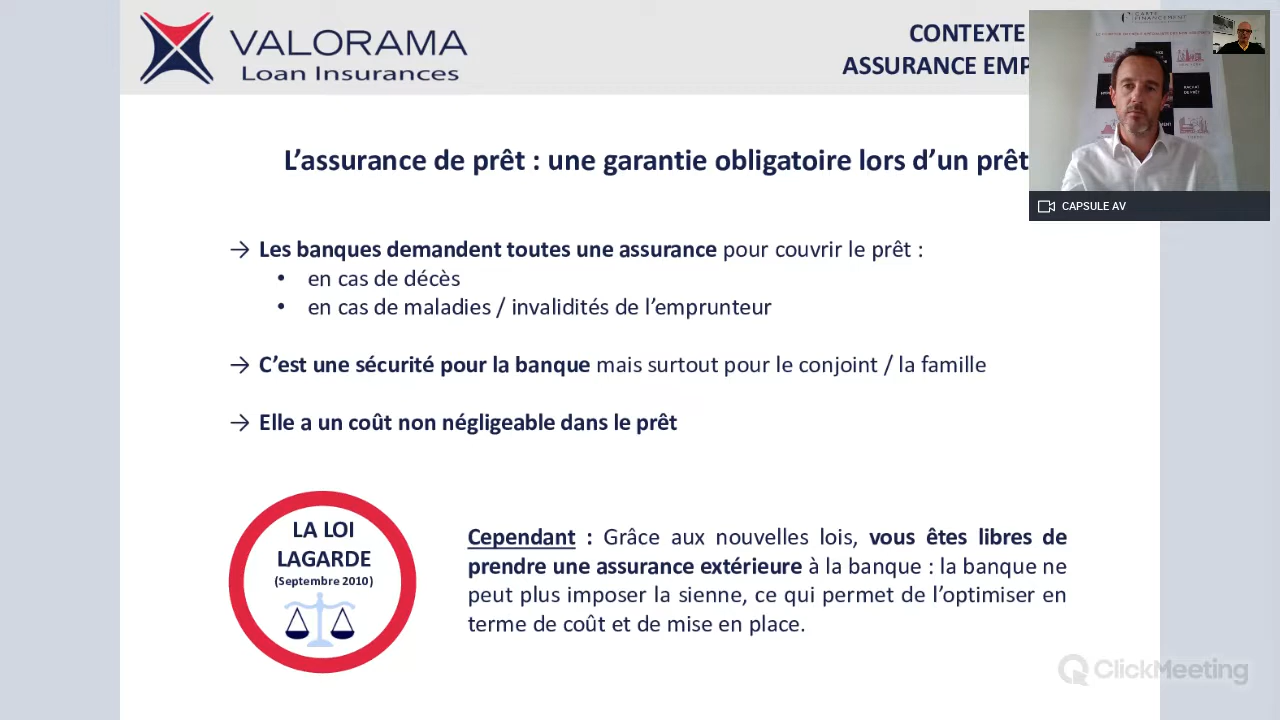 VALORAMA
Loan Insurances
CONTEXTE
ASSURANCE EMP
CARTE
FINANCEMENT
RACHAT
DE PRÊT
CAPSULE AV
L’assurance de prêt : une garantie obligatoire lors d’un prêt
→ Les banques demandent toutes une assurance pour couvrir le prêt :
• en cas de décès
• en cas de maladies / invalidités de l’emprunteur
→ C’est une sécurité pour la banque mais surtout pour le conjoint / la famille
→ Elle a un coût non négligeable dans le prêt
LA LOI
LAGARDE
(Septembre 2010)
Cependant : Grâce aux nouvelles lois, vous êtes libres de
prendre une assurance extérieure à la banque : la banque ne
peut plus imposer la sienne, ce qui permet de l’optimiser en
terme de coût et de mise en place.
ClickMeeting